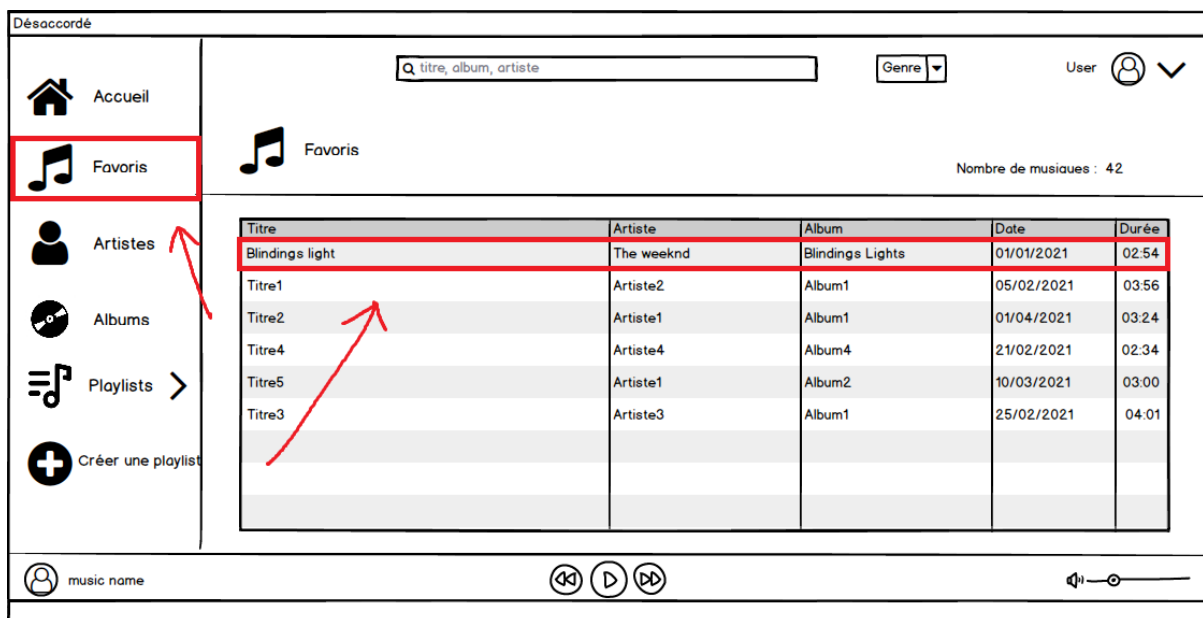 Désaccordé
titre, album, artiste
Genre
User
Accueil
Favoris
Artistes
Albums
Playlists
Créer une playlist
Favoris
Nombre de musiques : 42
Titre Artiste Album Date Durée
Blindings light The weeknd Blindings Lights 01/01/2021 02:54
Titre1 Artiste2 Album1 05/02/2021 03:56
Titre2 Artiste1 Album1 01/04/2021 03:24
Titre4 Artiste4 Album4 21/02/2021 02:34
Titre5 Artiste1 Album2 10/03/2021 03:00
Titre3 Artiste3 Album1 25/02/2021 04:01
music name